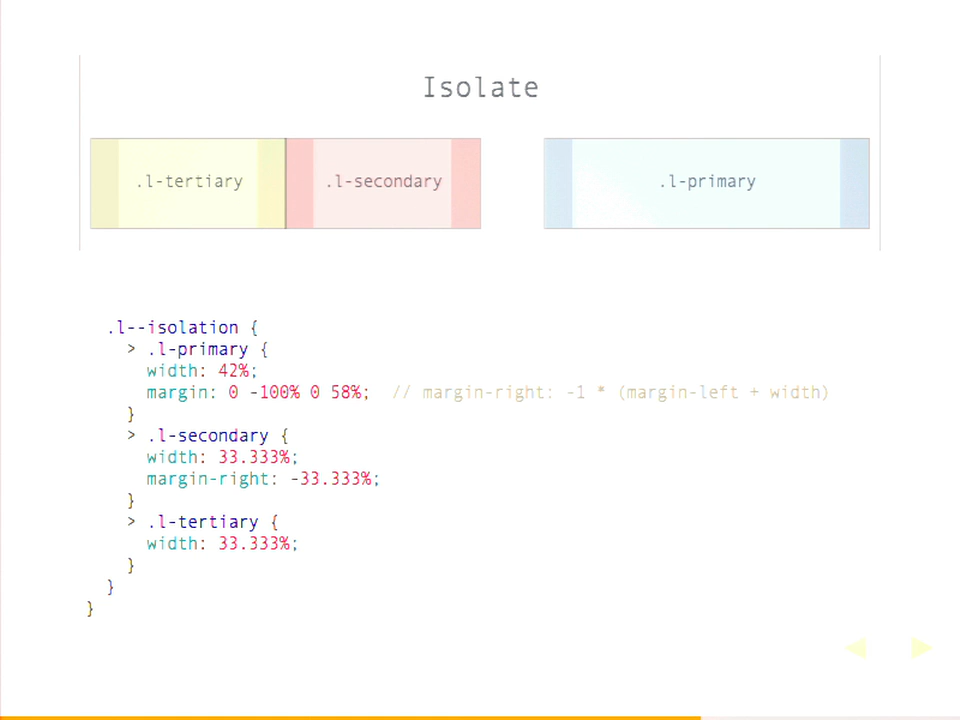 Isolate
.l-tertiary .l-secondary .l-primary
.l--isolation {
> .l-primary {
width: 42%;
margin: 0 -100% 0 58%; // margin-right: -1 * (margin-left + width)
}
> .l-secondary {
width: 33.333%;
margin-right: -33.333%;
}
> .l-tertiary {
width: 33.333%;
}
}
}